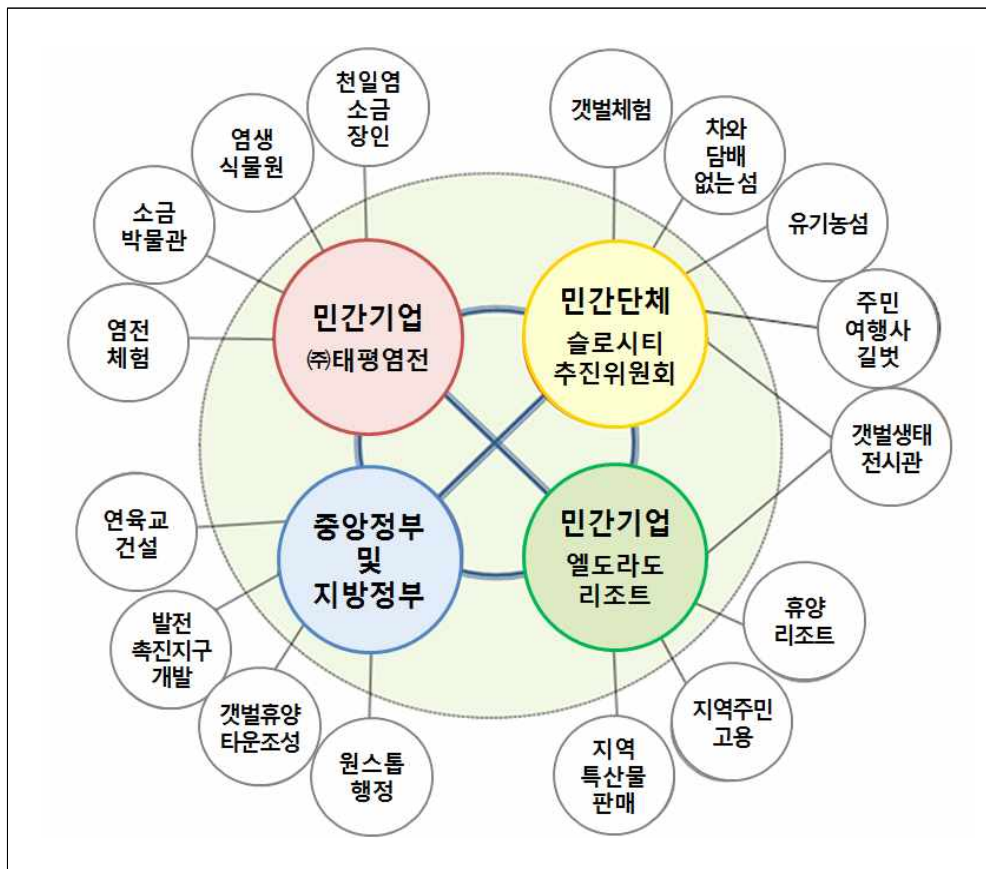 천일염
소금
장인
염생
식물원
소금
박물관
염전
체험
갯벌체험
차와
담배
없는 섬
유기농섬
주민
여행사
길벗
갯벌생태
전시관
민간기업
㈜태평염전
민간단체
슬로시티
추진위원회
중앙정부
및
지방정부
민간기업
엘도라도
리조트
연육교
건설
발전
촉진지구
개발
갯벌휴양
타운조성
원스톱
행정
휴양
리조트
지역주민
고용
지역
특산물
판매